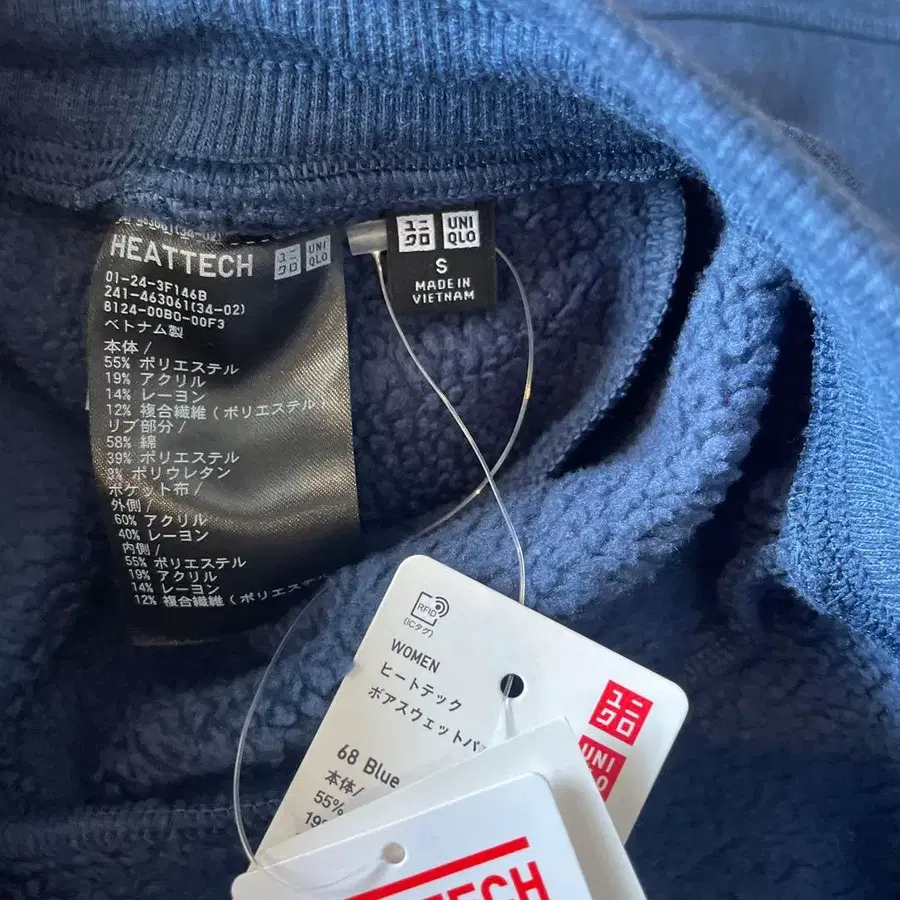 463061(34-02)
HEATTECH
ユニ
クロ
UNI
QLO
01-24-3F146B
241-463061(34-02)
8124-00B0-00F3
ベトナム製
本体/
55% ポリエステル
19% アクリル
14% レーヨン
12% 複合繊維(ポリエステル)
リブ部分/
58% 綿
39% ポリエステル
3% ポリウレタン
ポケット布/
外側/
60% アクリル
40% レーヨン
内側/
55% ポリエステル
19% アクリル
14% レーヨン
12% 複合繊維(ポリエス
ユニ
クロ
UNI
QLO
S
MADE IN
VIETNAM
RFID
(ICタグ)
WOMEN
ヒートテック
ボアスウェットパ
68 Blue
本体/
55%
19
ユニ
クロ
UNI
QLO
TECH